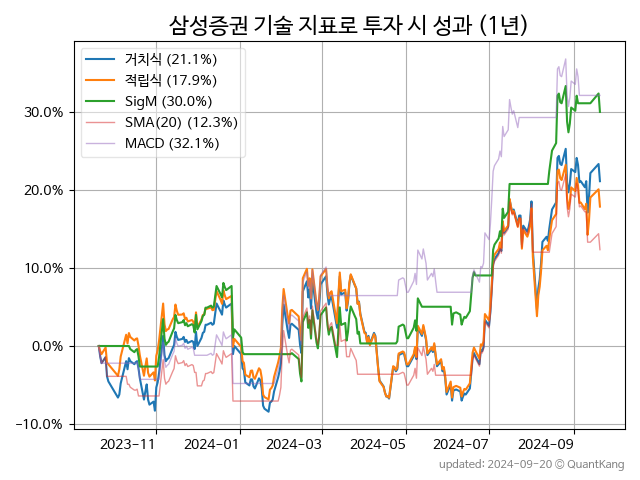 삼성증권 기술 지표로 투자 시 성과 (1년)
거치식 (21.1%)
적립식 (17.9%)
SigM (30.0%)
SMA(20) (12.3%)
MACD (32.1%)
30.0%
20.0%
10.0%
0.0%
−10.0%
2023-11 2024-01 2024-03 2024-05 2024-07 2024-09
updated: 2024-09-20 © QuantKang